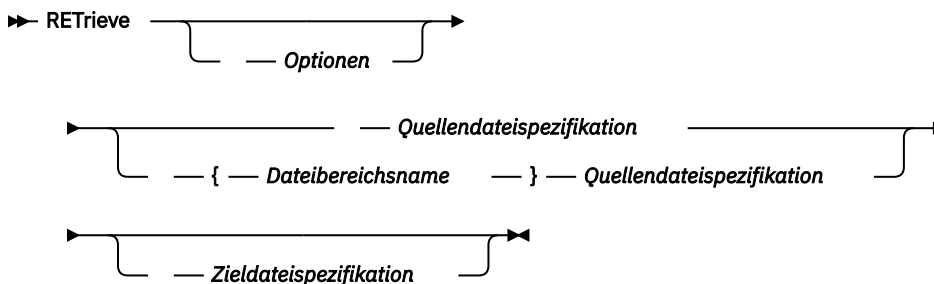 RETrieve
Optionen
Quellendateispezifikation
{ Dateibereichsname } Quellendateispezifikation
Zieldateispezifikation